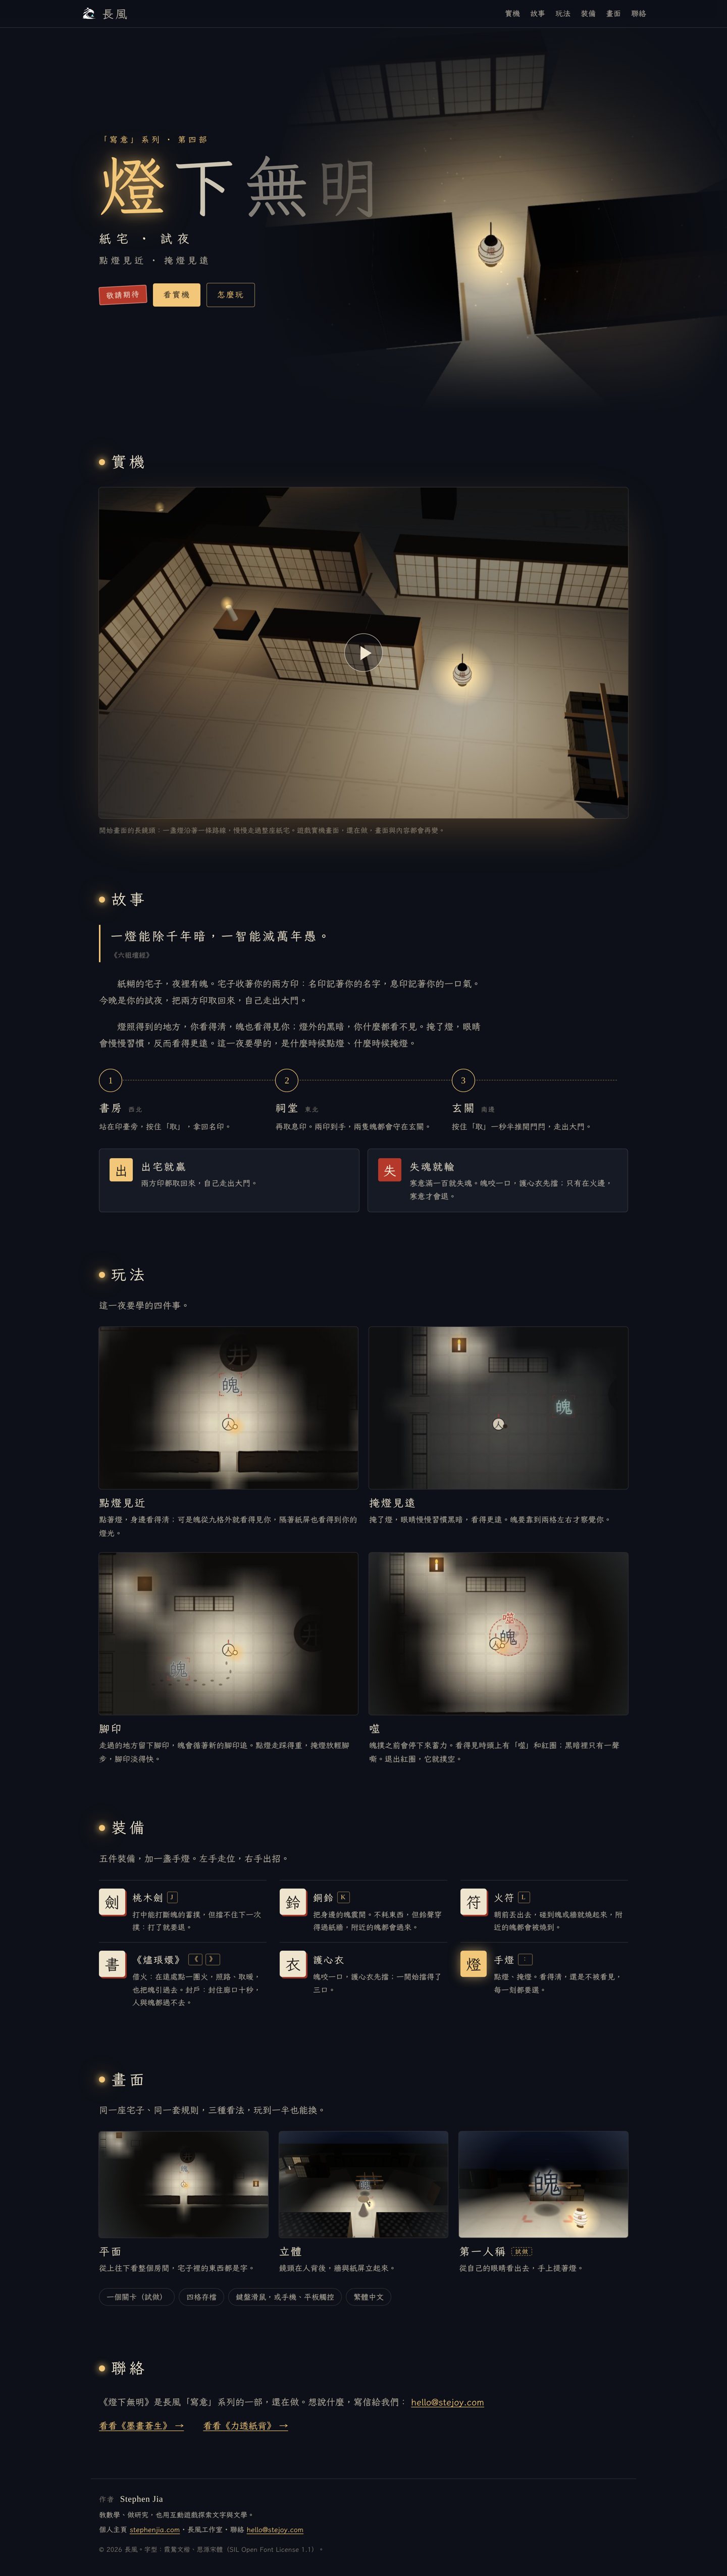 長風
實機 故事 玩法 裝備 畫面 聯絡
「寫意」系列・第四部
燈下無明
紙宅・試夜
點燈見近・掩燈見遠
敬請期待 看實機 怎麼玩
實機
開始畫面的長鏡頭：一盞燈沿著一條路線，慢慢走過整座紙宅。遊戲實機畫面，還在做，畫面與內容都會再變。
故事
一燈能除千年暗，一智能滅萬年愚。
《六祖壇經》
紙糊的宅子，夜裡有魄。宅子收著你的兩方印：名印記著你的名字，息印記著你的一口氣。
今晚是你的試夜，把兩方印取回來，自己走出大門。
燈照得到的地方，你看得清，魄也看得見你；燈外的黑暗，你什麼都看不見。掩了燈，眼睛
會慢慢習慣，反而看得更遠。這一夜要學的，是什麼時候點燈、什麼時候掩燈。
1 2 3
書房 西北
站在印臺旁，按住「取」，拿回名印。
祠堂 東北
再取息印。兩印到手，兩隻魄都會守在玄關。
玄關 南邊
按住「取」一秒半推開門閂，走出大門。
出
出宅就贏
兩方印都取回來，自己走出大門。
失
失魂就輸
寒意滿一百就失魂。魄咬一口，護心衣先擋；只有在火邊，
寒意才會退。
玩法
這一夜要學的四件事。
井
魄
人
魄
人
點燈見近
點著燈，身邊看得清；可是魄從九格外就看得見你，隔著紙屏也看得到你的
燈光。
掩燈見遠
掩了燈，眼睛慢慢習慣黑暗，看得更遠。魄要靠到兩格左右才察覺你。
井
人
魄
噬
魄
人
腳印
走過的地方留下腳印，魄會循著新的腳印追。點燈走踩得重，掩燈放輕腳
步，腳印淡得快。
噬
魄撲之前會停下來蓄力。看得見時頭上有「噬」和紅圈；黑暗裡只有一聲
嘶。退出紅圈，它就撲空。
裝備
五件裝備，加一盞手燈。左手走位，右手出招。
劍
桃木劍 J
打中能打斷魄的蓄撲，但擋不住下一次
撲：打了就要退。
鈴
銅鈴 K
把身邊的魄震開。不耗東西，但鈴聲穿
得過紙牆，附近的魄都會過來。
符
火符 L
朝前丟出去，碰到魄或牆就燒起來，附
近的魄都會被燒到。
書
《燼琅嬛》 《 》
借火：在遠處點一團火，照路、取暖，
也把魄引過去。封戶：封住廊口十秒，
人與魄都過不去。
衣
護心衣
魄咬一口，護心衣先擋；一開始擋得了
三口。
燈
手燈
點燈、掩燈。看得清，還是不被看見，
每一刻都要選。
畫面
同一座宅子、同一套規則，三種看法，玩到一半也能換。
魄
平面
從上往下看整個房間，宅子裡的東西都是字。
立體
鏡頭在人背後，牆與紙屏立起來。
第一人稱 試做
從自己的眼睛看出去，手上提著燈。
一個關卡（試做） 四格存檔 鍵盤滑鼠，或手機、平板觸控 繁體中文
聯絡
《燈下無明》是長風「寫意」系列的一部，還在做。想說什麼，寫信給我們： hello@stejoy.com
看看《墨畫蒼生》 → 看看《力透紙背》 →
作者 Stephen Jia
教數學、做研究，也用互動遊戲探索文字與文學。
個人主頁 stephenjia.com・長風工作室・聯絡 hello@stejoy.com
© 2026 長風。字型：霞鶩文楷、思源宋體（SIL Open Font License 1.1）。